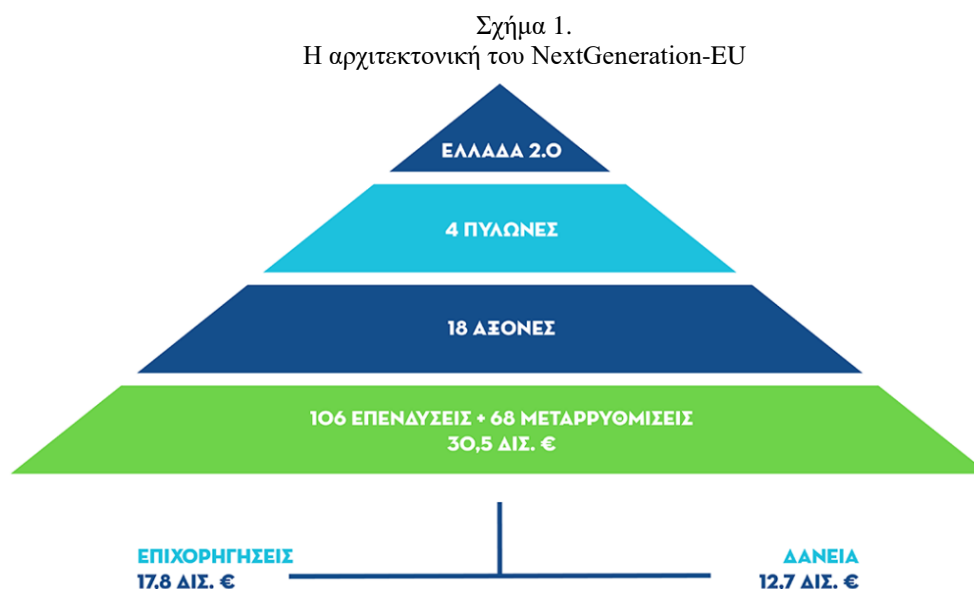 Σχήμα 1.
Η αρχιτεκτονική του NextGeneration-EU
ΕΛΛΑΔΑ 2.0
4 ΠΥΛΩΝΕΣ
18 ΑΞΟΝΕΣ
106 ΕΠΕΝΔΥΣΕΙΣ + 68 ΜΕΤΑΡΡΥΘΜΙΣΕΙΣ
30,5 ΔΙΣ. €
ΕΠΙΧΟΡΗΓΗΣΕΙΣ
17,8 ΔΙΣ. €
ΔΑΝΕΙΑ
12,7 ΔΙΣ. €